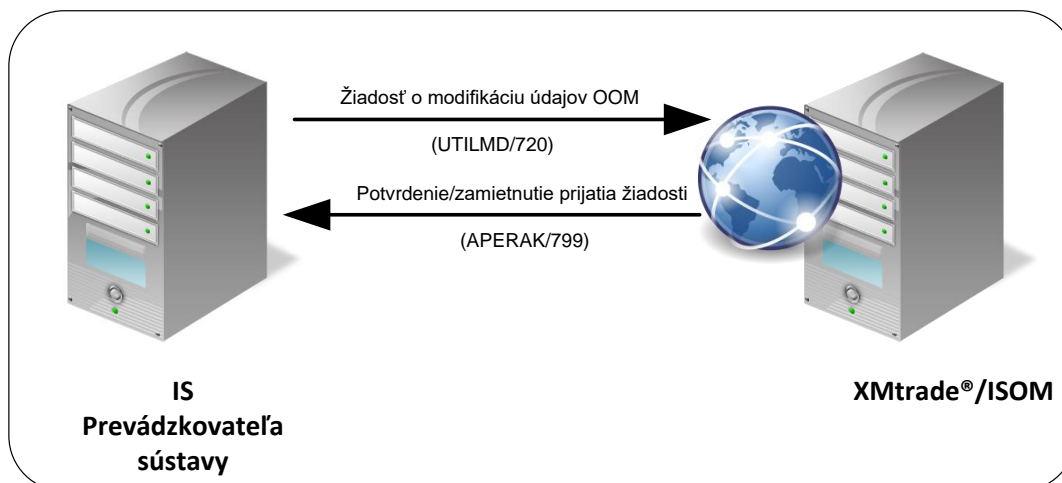 Žiadosť o modifikáciu údajov OOM
(UTILMD/720)
Potvrdenie/zamietnutie prijatia žiadosti
(APERAK/799)
IS
Prevádzkovateľa
sústavy
XMtrade®/ISOM